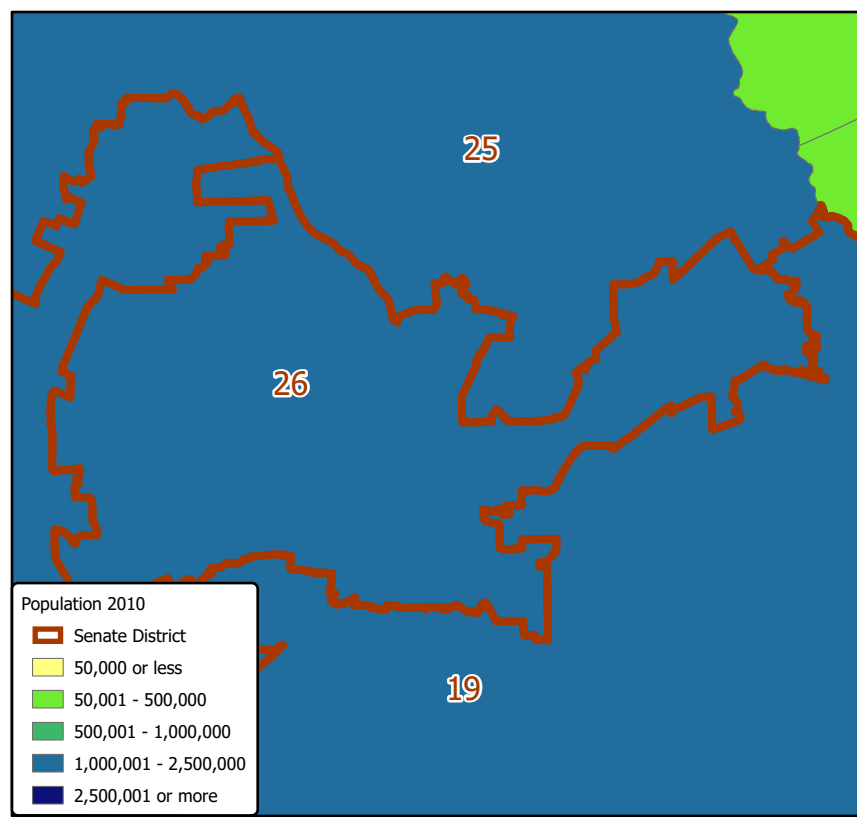 25
26
19
Population 2010
Senate District
50,000 or less
50,001 - 500,000
500,001 - 1,000,000
1,000,001 - 2,500,000
2,500,001 or more